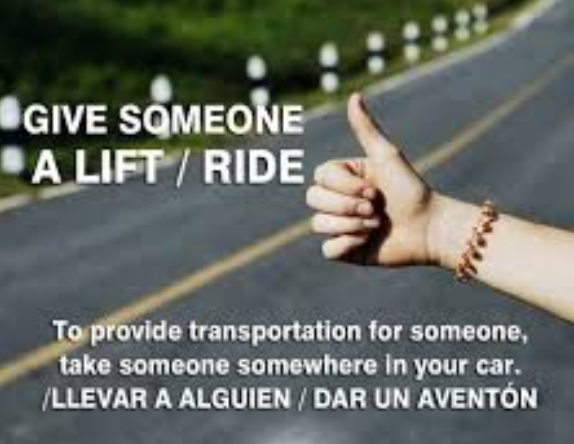 GIVE SOMEONE
A LIFT / RIDE
To provide transportation for someone,
take someone somewhere in your car.
/LLEVAR A ALGUIEN / DAR UN AVENTÓN